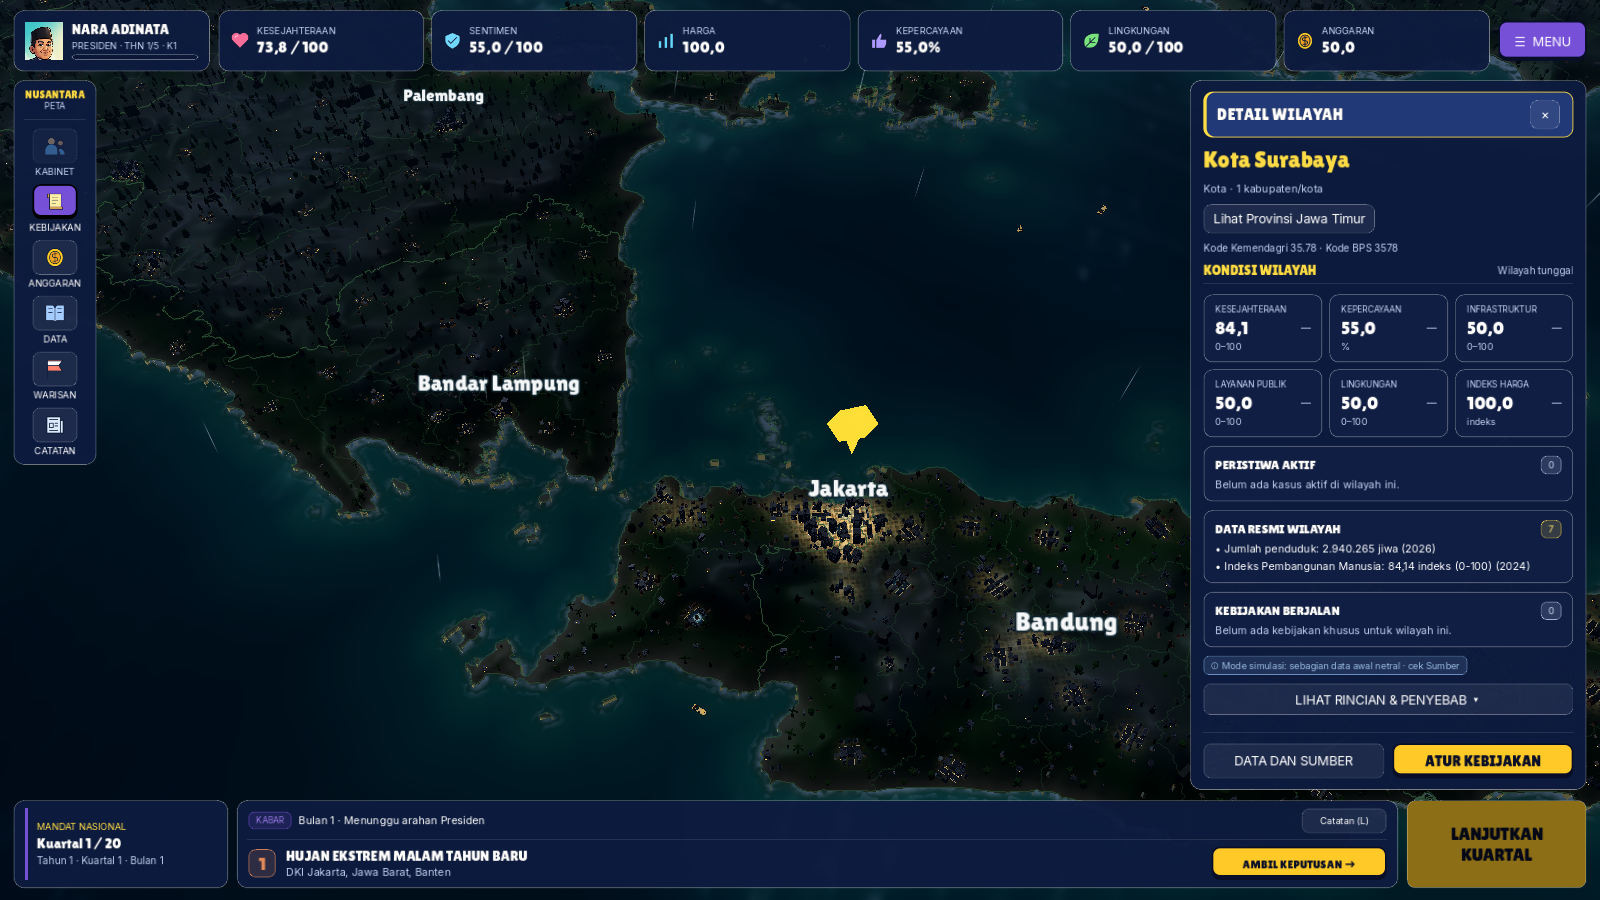 NARA ADINATA
PRESIDEN · THN 1/5 · K1
KESEJAHTERAAN
73,8 / 100
SENTIMEN
55,0 / 100
HARGA
100,0
KEPERCAYAAN
55,0%
LINGKUNGAN
50,0 / 100
ANGGARAN
50,0
☰ MENU
NUSANTARA
PETA
KABINET
KEBIJAKAN
ANGGARAN
DATA
WARISAN
CATATAN
Palembang
Bandar Lampung
Jakarta
Bandung
DETAIL WILAYAH
×
Kota Surabaya
Kota · 1 kabupaten/kota
Lihat Provinsi Jawa Timur
Kode Kemendagri 35.78 · Kode BPS 3578
KONDISI WILAYAH
Wilayah tunggal
KESEJAHTERAAN
84,1 —
0–100
KEPERCAYAAN
55,0 —
%
INFRASTRUKTUR
50,0 —
0–100
LAYANAN PUBLIK
50,0 —
0–100
LINGKUNGAN
50,0 —
0–100
INDEKS HARGA
100,0 —
indeks
PERISTIWA AKTIF 0
Belum ada kasus aktif di wilayah ini.
DATA RESMI WILAYAH 7
• Jumlah penduduk: 2.940.265 jiwa (2026)
• Indeks Pembangunan Manusia: 84,14 indeks (0-100) (2024)
KEBIJAKAN BERJALAN 0
Belum ada kebijakan khusus untuk wilayah ini.
Mode simulasi: sebagian data awal netral · cek Sumber
LIHAT RINCIAN & PENYEBAB ▾
DATA DAN SUMBER
ATUR KEBIJAKAN
MANDAT NASIONAL
Kuartal 1 / 20
Tahun 1 · Kuartal 1 · Bulan 1
KABAR Bulan 1 · Menunggu arahan Presiden
Catatan (L)
1
HUJAN EKSTREM MALAM TAHUN BARU
DKI Jakarta, Jawa Barat, Banten
AMBIL KEPUTUSAN →
LANJUTKAN
KUARTAL